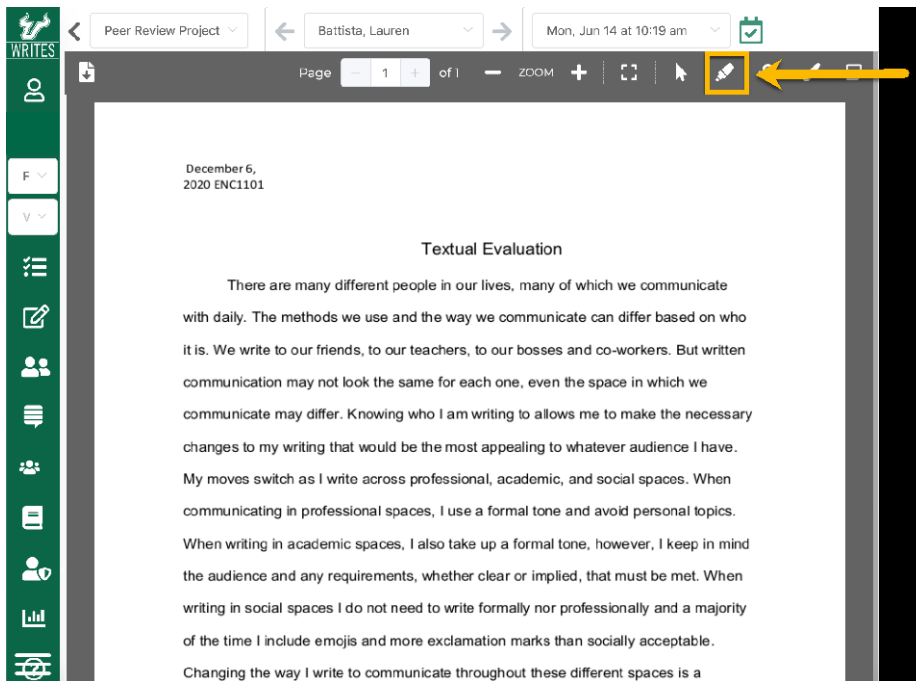 WRITES
Peer Review Project
Battista, Lauren
Mon, Jun 14 at 10:19 am
Page 1 of 1 ZOOM
F
V
December 6,
2020 ENC1101
Textual Evaluation
There are many different people in our lives, many of which we communicate
with daily. The methods we use and the way we communicate can differ based on who
it is. We write to our friends, to our teachers, to our bosses and co-workers. But written
communication may not look the same for each one, even the space in which we
communicate may differ. Knowing who I am writing to allows me to make the necessary
changes to my writing that would be the most appealing to whatever audience I have.
My moves switch as I write across professional, academic, and social spaces. When
communicating in professional spaces, I use a formal tone and avoid personal topics.
When writing in academic spaces, I also take up a formal tone, however, I keep in mind
the audience and any requirements, whether clear or implied, that must be met. When
writing in social spaces I do not need to write formally nor professionally and a majority
of the time I include emojis and more exclamation marks than socially acceptable.
Changing the way I write to communicate throughout these different spaces is a